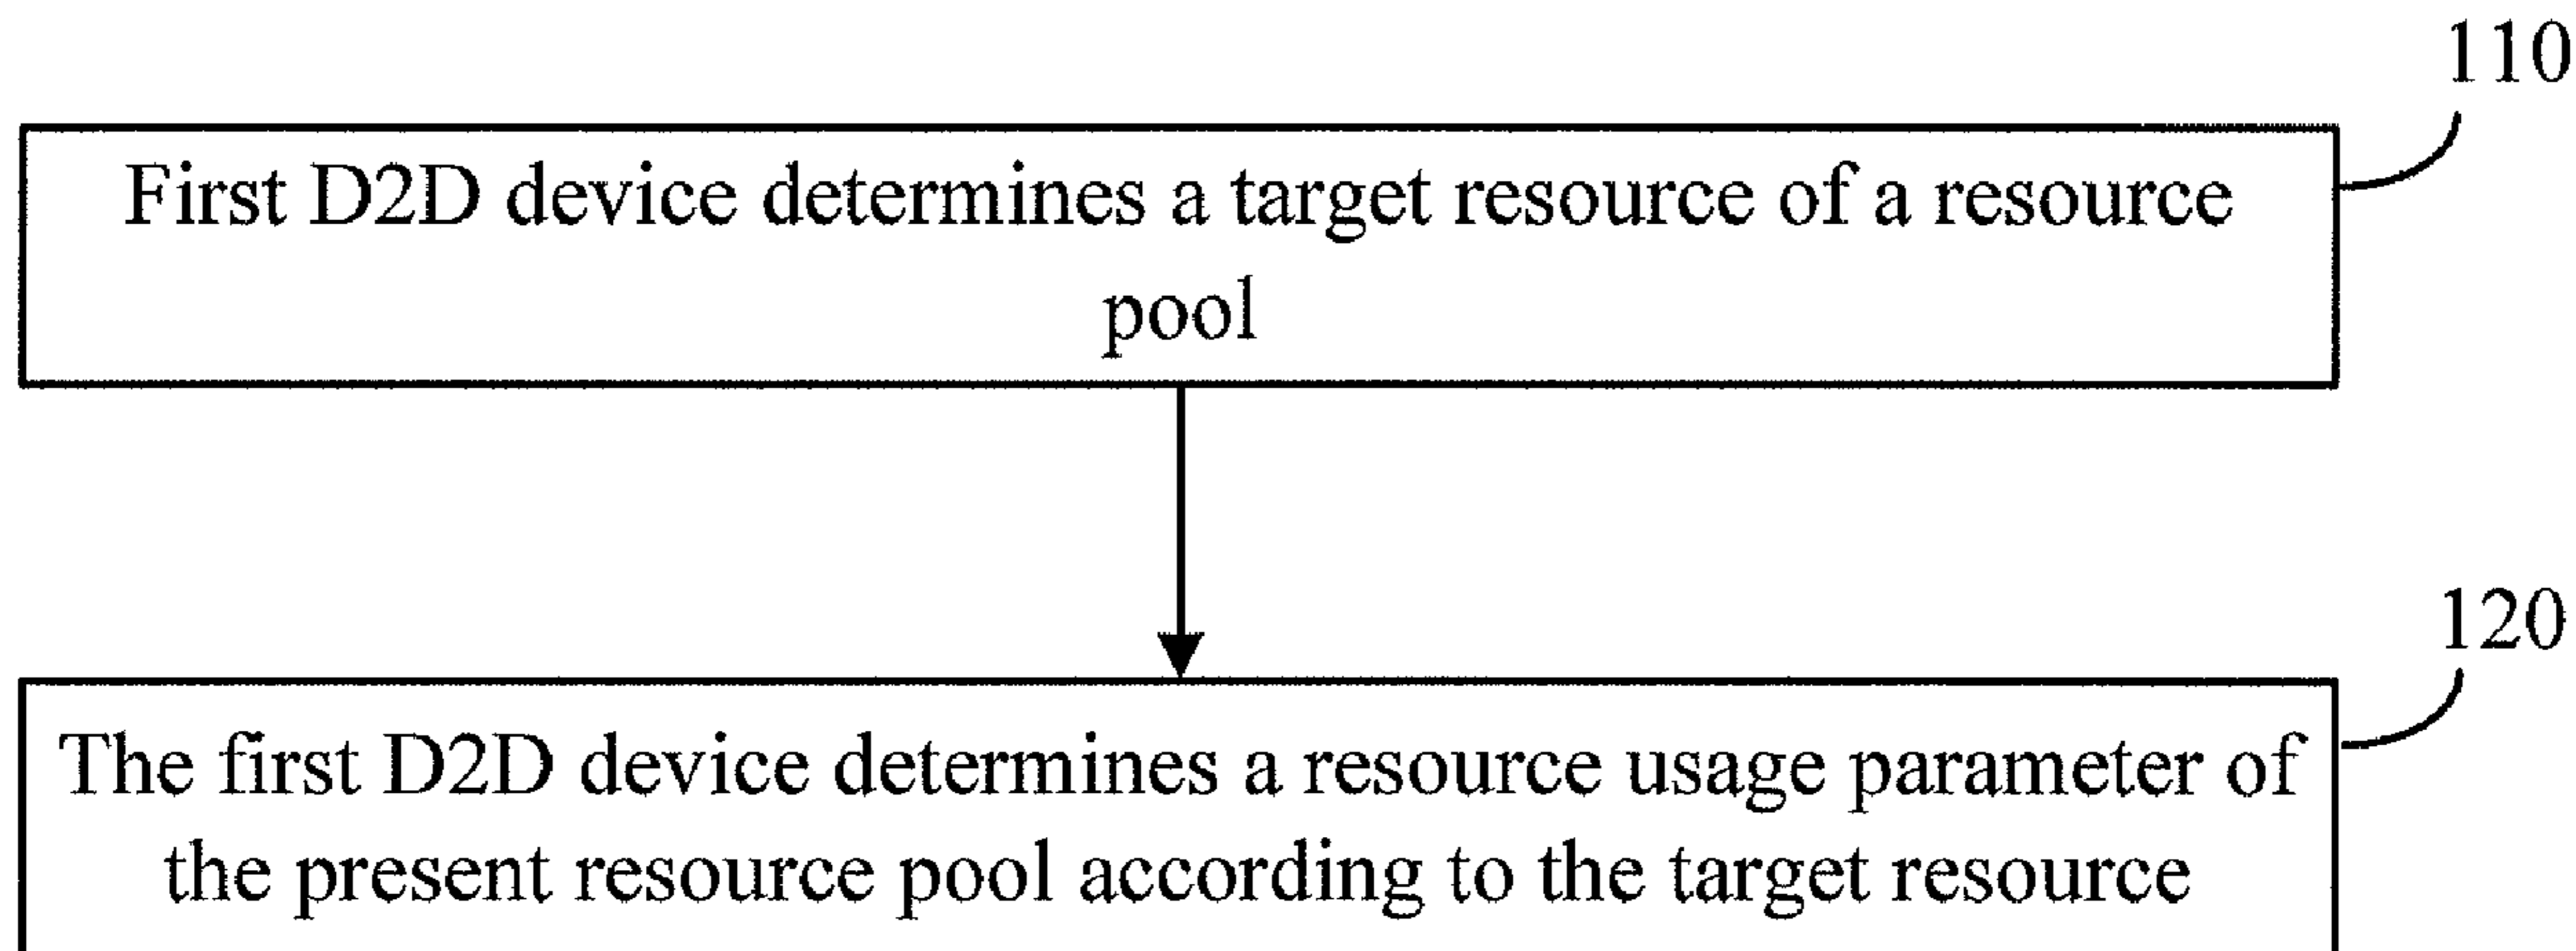 110
First D2D device determines a target resource of a resource
pool
120
The first D2D device determines a resource usage parameter of
the present resource pool according to the target resource